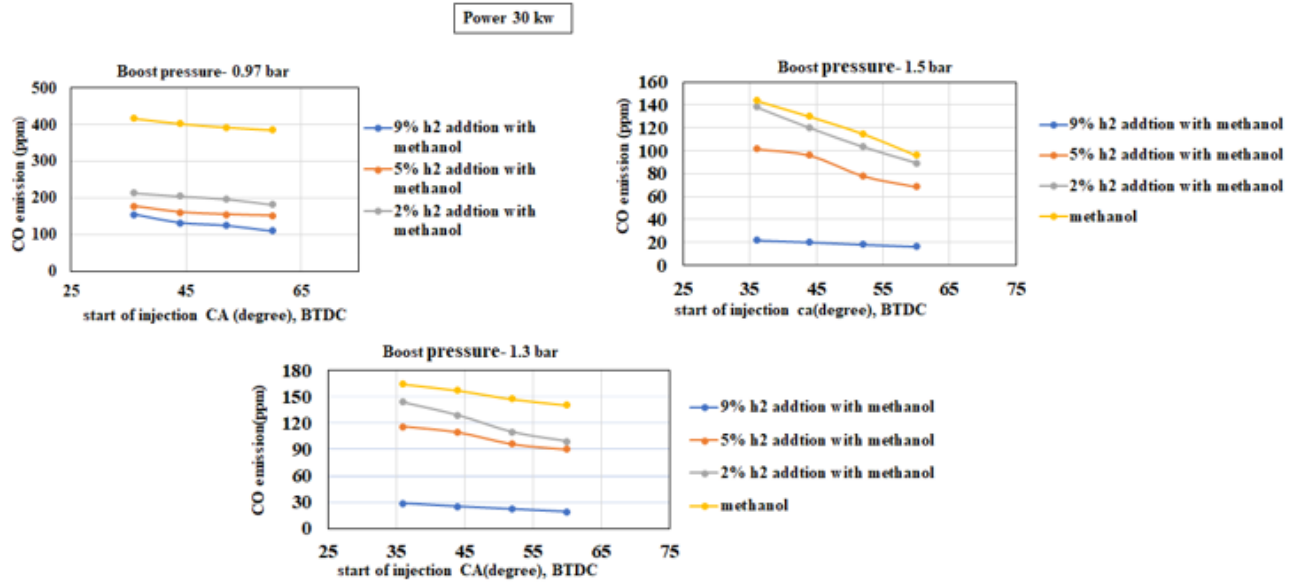 Power 30 kw
Boost pressure- 0.97 bar
500
400
300
200
100
0
CO emission (ppm)
25
45
65
start of injection CA (degree), BTDC
9% h2 addtion with
methanol
5% h2 addtion with
methanol
2% h2 addtion with
methanol
Boost pressure- 1.5 bar
160
140
120
100
80
60
40
20
0
CO emission (ppm)
25
35
45
55
65
75
start of injection ca(degree), BTDC
9% h2 addtion with methanol
5% h2 addtion with methanol
2% h2 addtion with methanol
methanol
Boost pressure- 1.3 bar
180
150
120
90
60
30
0
CO emission(ppm)
25
35
45
55
65
75
start of injection CA(degree), BTDC
9% h2 addtion with methanol
5% h2 addtion with methanol
2% h2 addtion with methanol
methanol